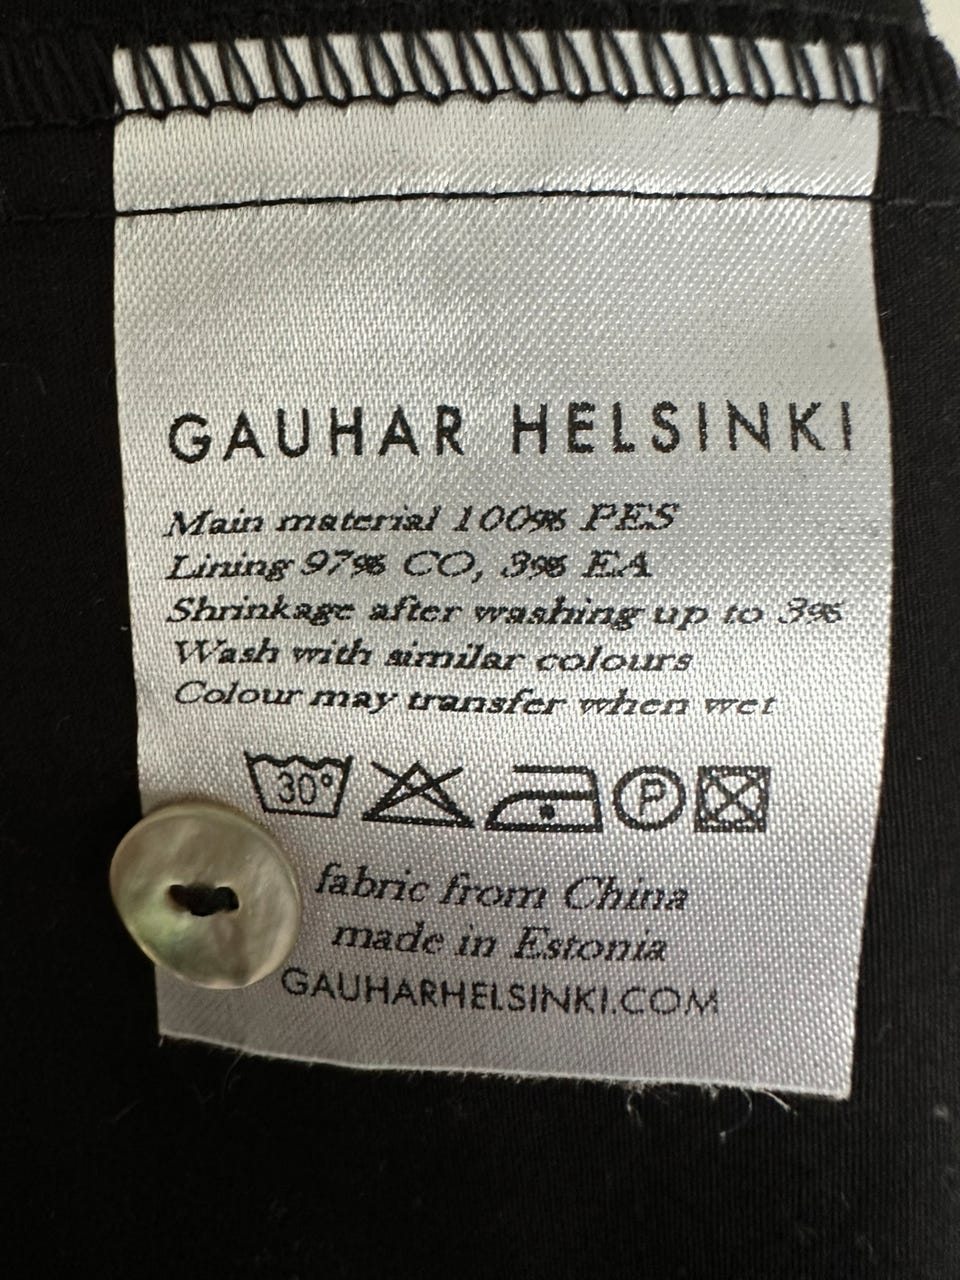 GAUHAR HELSINKI
Main material 100% PES
Lining 97% CO, 3% EA
Shrinkage after washing up to 3%
Wash with similar colours
Colour may transfer when wet
30° P
fabric from China
made in Estonia
GAUHARHELSINKI.COM